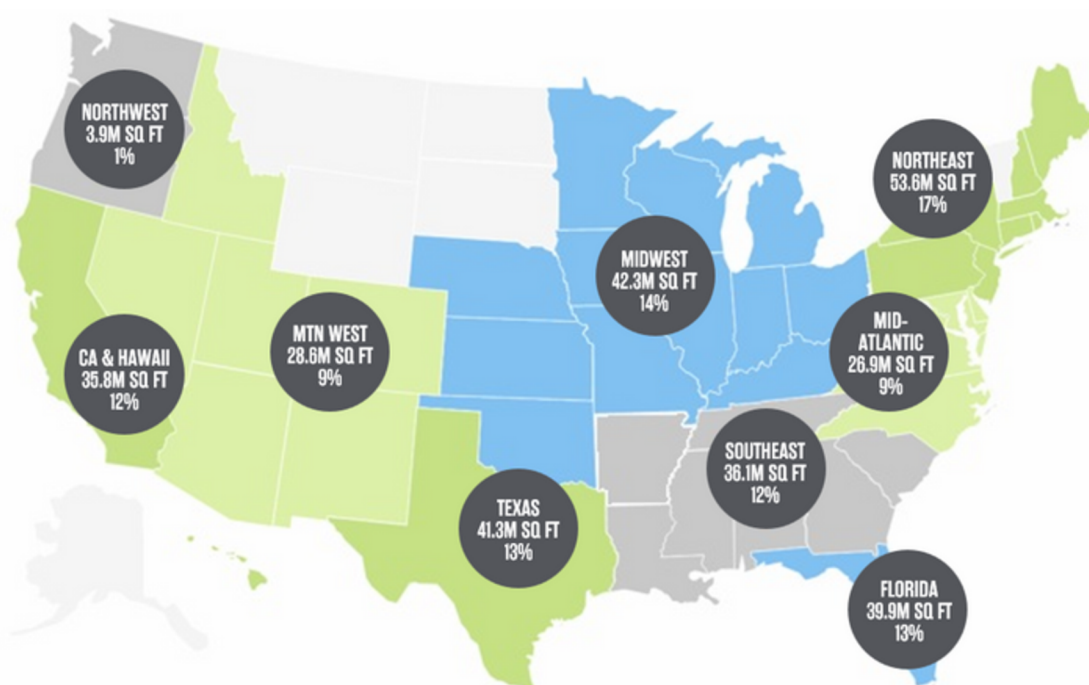 NORTHWEST
3.9M SQ FT
1%
NORTHEAST
53.6M SQ FT
17%
MIDWEST
42.3M SQ FT
14%
MTN WEST
28.6M SQ FT
9%
MID-
ATLANTIC
26.9M SQ FT
9%
CA & HAWAII
35.8M SQ FT
12%
SOUTHEAST
36.1M SQ FT
12%
TEXAS
41.3M SQ FT
13%
FLORIDA
39.9M SQ FT
13%